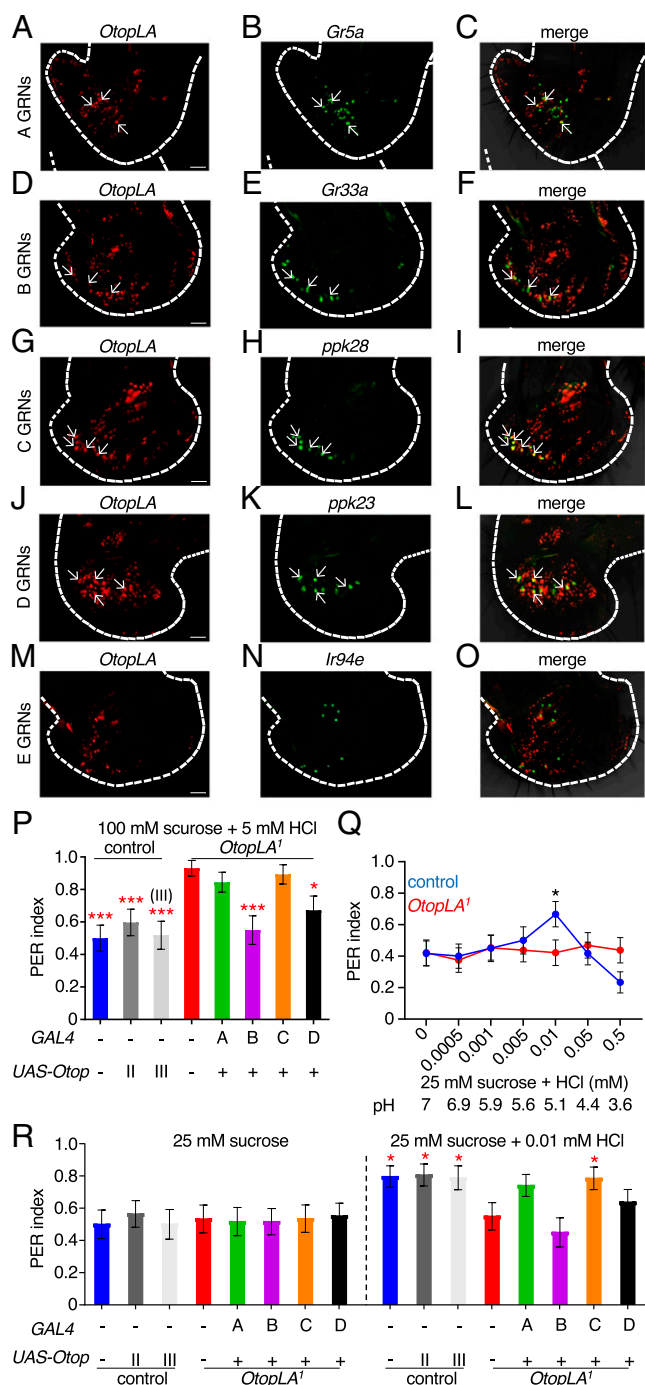 A OtopLA B Gr5a C merge
A GRNs
D OtopLA E Gr33a F merge
B GRNs
G OtopLA H ppk28 I merge
C GRNs
J OtopLA K ppk23 L merge
D GRNs
M OtopLA N Ir94e O merge
E GRNs
P
100 mM scurose + 5 mM HCl
control OtopLA¹
PER index
1.0
0.8
0.6
0.4
0.2
0
*** *** (III) *** *** *
GAL4 - - - - A B C D
UAS-Otop - II III - + + + +
Q
control
OtopLA¹
*
PER index
1.0
0.8
0.6
0.4
0.2
0
0 0.0005 0.001 0.005 0.01 0.05 0.5
25 mM sucrose + HCl (mM)
pH 7 6.9 5.9 5.6 5.1 4.4 3.6
R
25 mM sucrose 25 mM sucrose + 0.01 mM HCl
PER index
1.0
0.8
0.6
0.4
0.2
0
* * * *
GAL4 - - - - A B C D - - - - A B C D
UAS-Otop - II III - + + + + - II III - + + + +
control OtopLA¹ control OtopLA¹